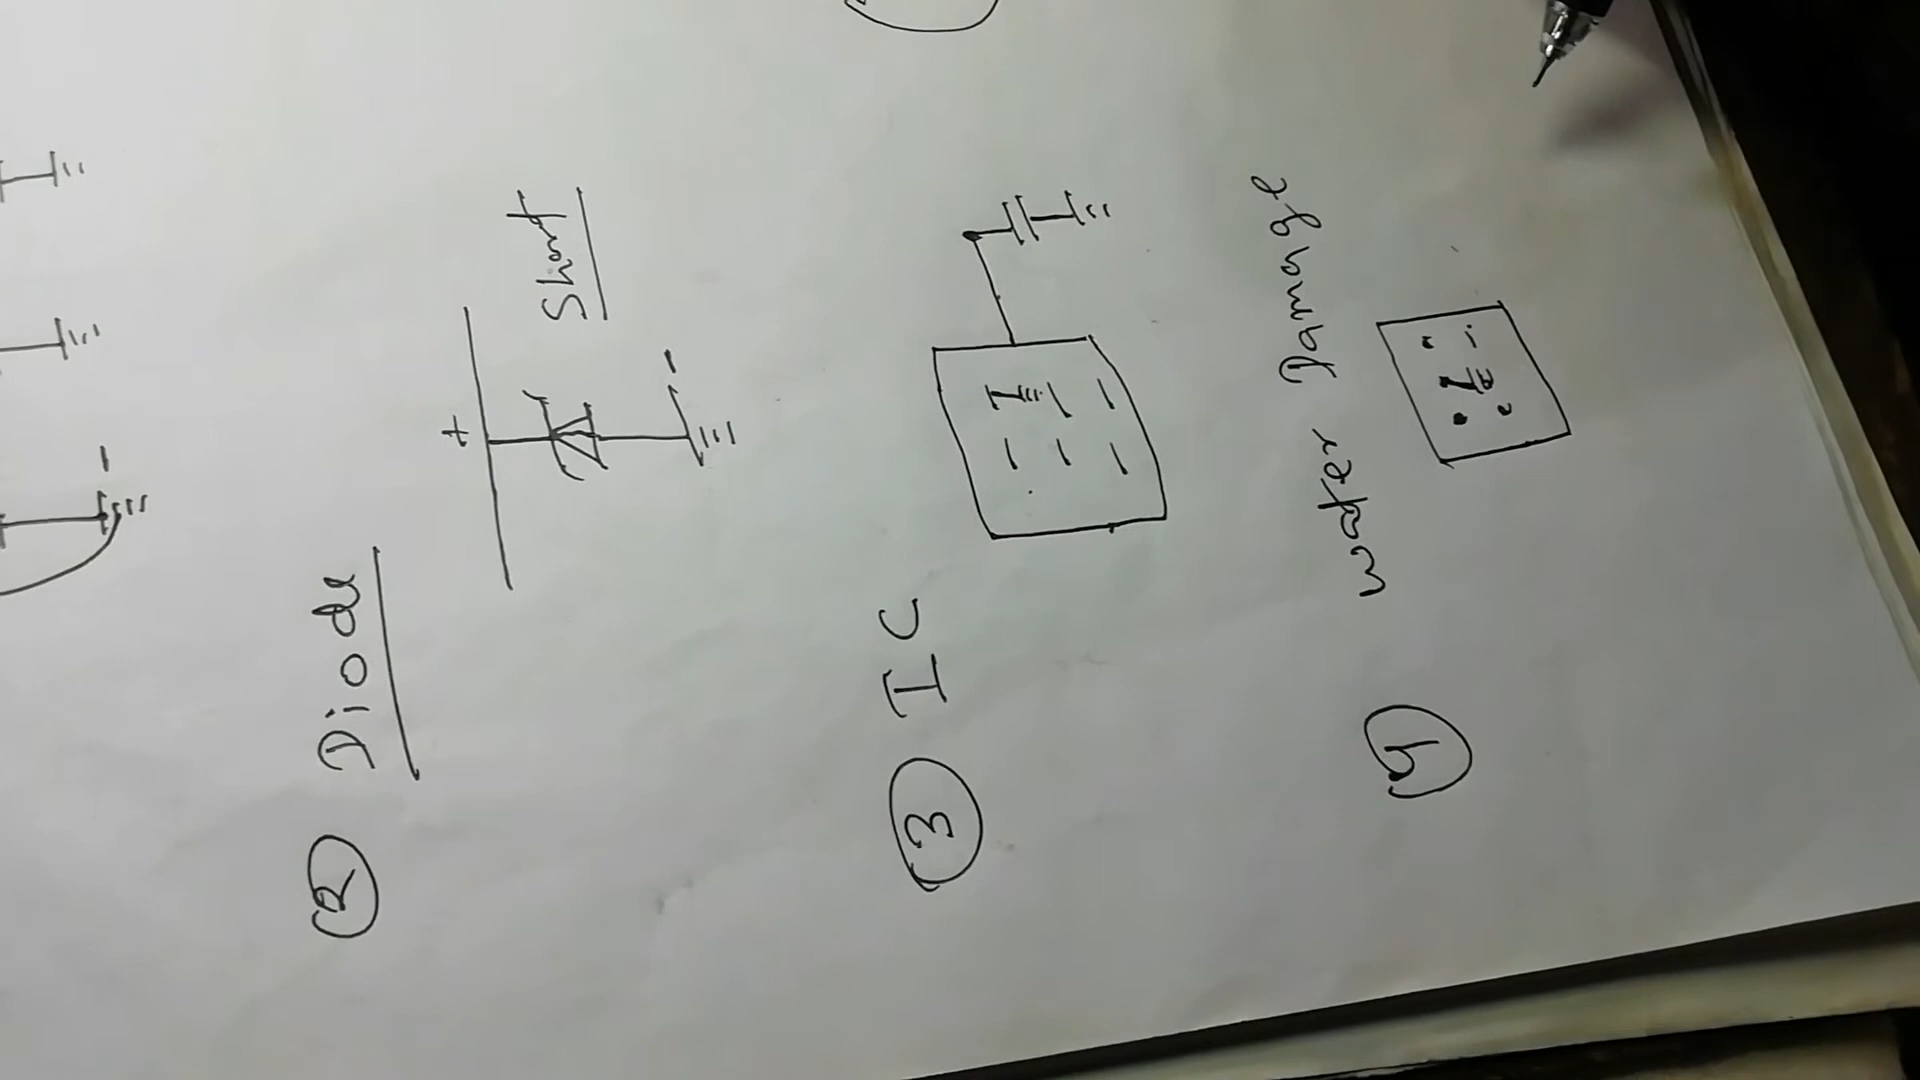 ② Diode
+
Short
-
③ IC
④ water Damage
-